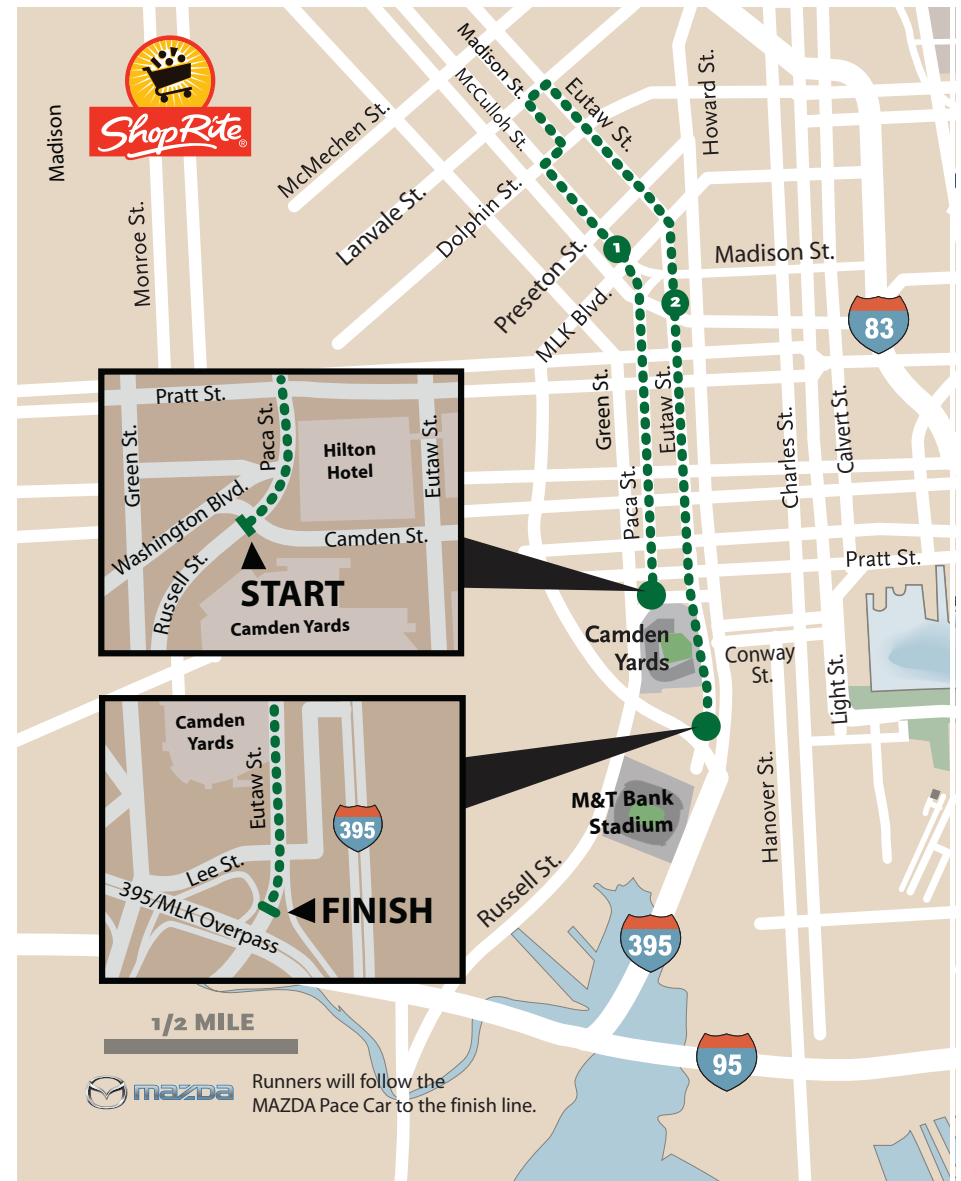 ShopRite®
Madison
Monroe St.
McMechen St.
Lanvale St.
Dolphin St.
Madison St.
McCulloh St.
Eutaw St.
Howard St.
Preseton St.
MLK Blvd.
1
2
Madison St.
83
Green St.
Eutaw St.
Paca St.
Charles St.
Calvert St.
Pratt St.
Camden
Yards
Conway
St.
Light St.
Hanover St.
M&T Bank
Stadium
Russell St.
395
95
Pratt St.
Green St.
Paca St.
Hilton
Hotel
Eutaw St.
Washington Blvd.
Camden St.
Russell St.
START
Camden Yards
Camden
Yards
Eutaw St.
395
Lee St.
395/MLK Overpass
FINISH
1/2 MILE
mazda
Runners will follow the
MAZDA Pace Car to the finish line.